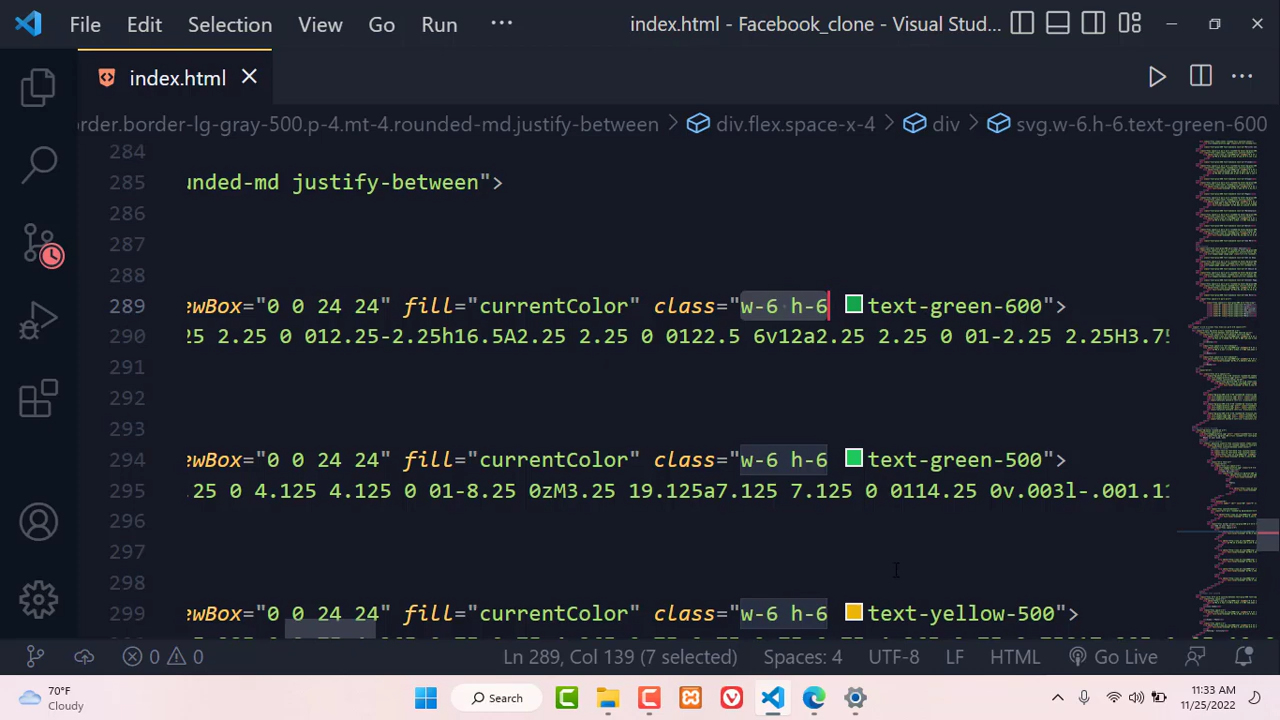 File Edit Selection View Go Run ··· index.html - Facebook_clone - Visual Stud...
index.html
order.border-lg-gray-500.p-4.mt-4.rounded-md.justify-between > div.flex.space-x-4 > div > svg.w-6.h-6.text-green-600
284
285 unded-md justify-between">
286
287
288
289 ewBox="0 0 24 24" fill="currentColor" class="w-6 h-6 text-green-600">
290 25 2.25 0 012.25-2.25h16.5A2.25 2.25 0 0122.5 6v12a2.25 2.25 0 01-2.25 2.25H3.75
291
292
293
294 ewBox="0 0 24 24" fill="currentColor" class="w-6 h-6 text-green-500">
295 .25 0 4.125 4.125 0 01-8.25 0zM3.25 19.125a7.125 7.125 0 0114.25 0v.003l-.001.11
296
297
298
299 ewBox="0 0 24 24" fill="currentColor" class="w-6 h-6 text-yellow-500">
0 0 Ln 289, Col 139 (7 selected) Spaces: 4 UTF-8 LF HTML Go Live
70°F
Cloudy
Search
11:33 AM
11/25/2022